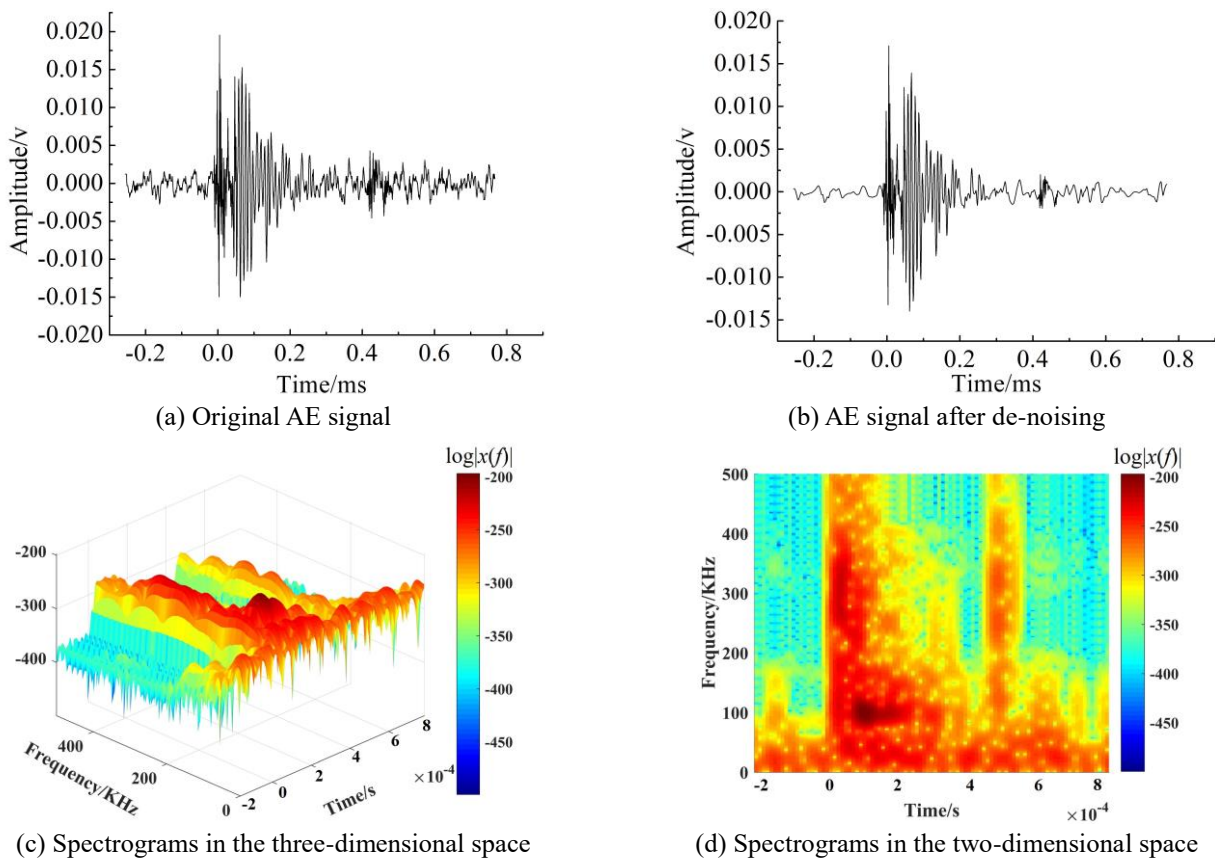 0.020
0.015
0.010
0.005
0.000
-0.005
-0.010
-0.015
-0.020
Amplitude/v
-0.2 0.0 0.2 0.4 0.6 0.8
Time/ms
(a) Original AE signal
0.020
0.015
0.010
0.005
0.000
-0.005
-0.010
-0.015
Amplitude/v
-0.2 0.0 0.2 0.4 0.6 0.8
Time/ms
(b) AE signal after de-noising
log|x(f)|
-200
-250
-300
-350
-400
-450
-200
-300
-400
400
200
0
Frequency/KHz
-2 0 2 4 6 8
×10⁻⁴
Time/s
(c) Spectrograms in the three-dimensional space
log|x(f)|
-200
-250
-300
-350
-400
-450
500
400
300
200
100
0
Frequency/KHz
-2 0 2 4 6 8
Time/s
×10⁻⁴
(d) Spectrograms in the two-dimensional space